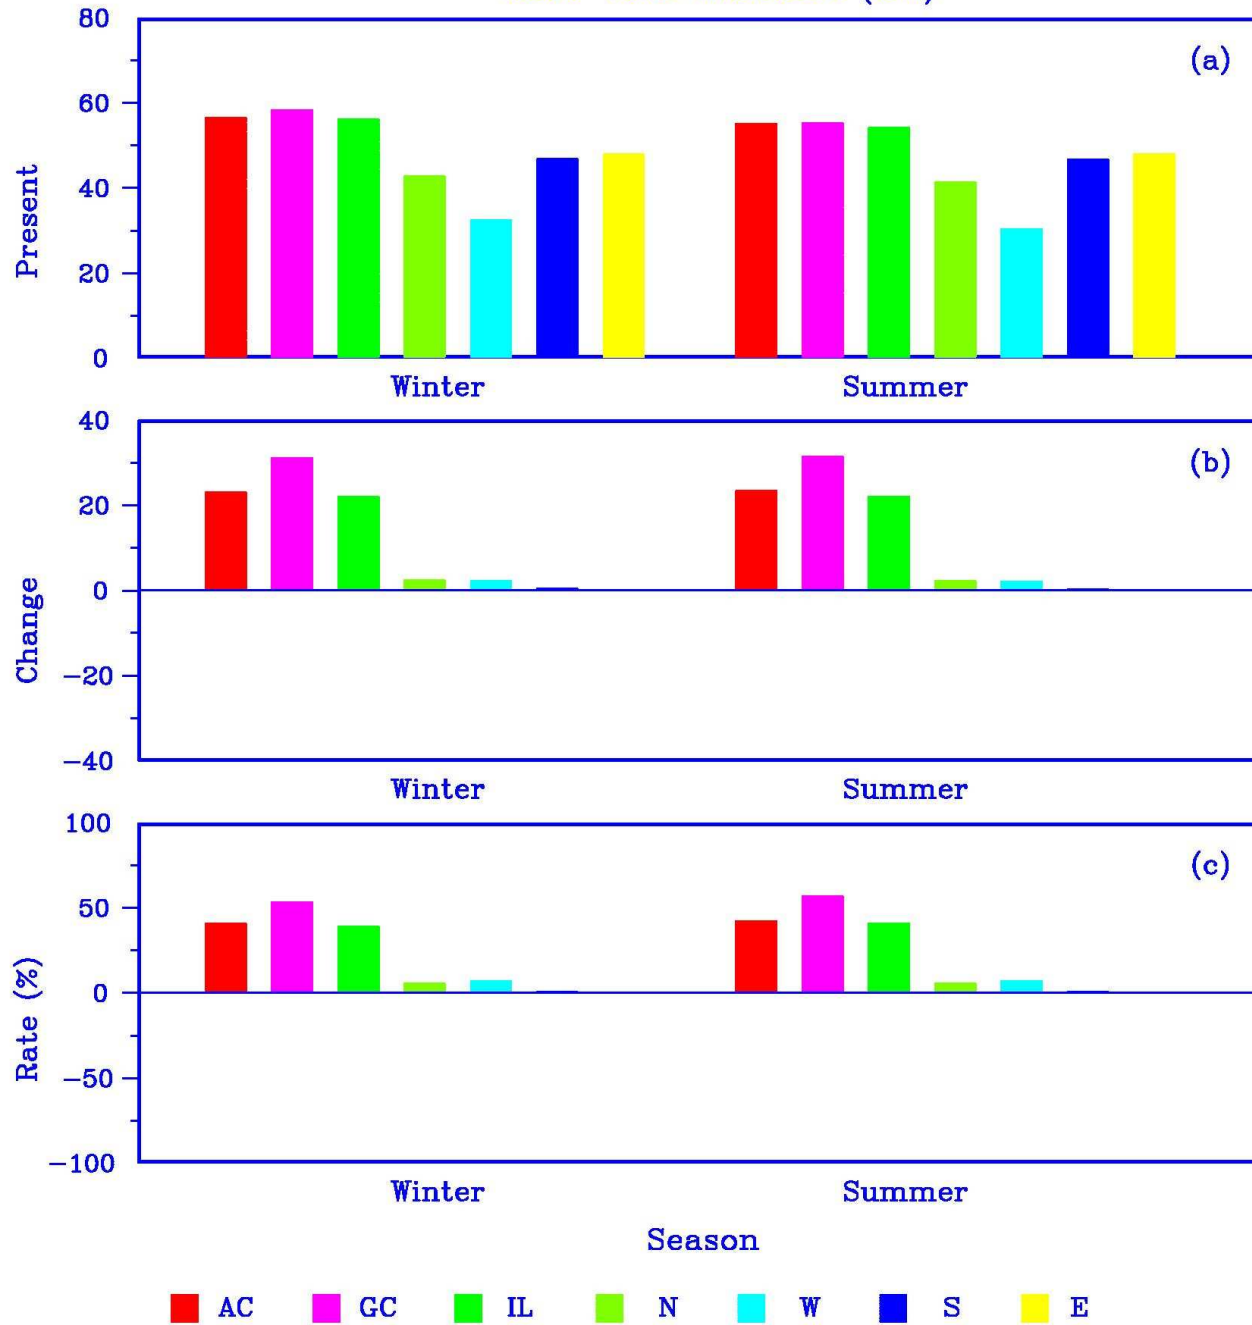 80
(a)
60
40
20
0
Present
Winter Summer
40
(b)
20
0
−20
−40
Change
Winter Summer
100
(c)
50
0
−50
−100
Rate (%)
Winter Summer
Season
AC GC IL N W S E